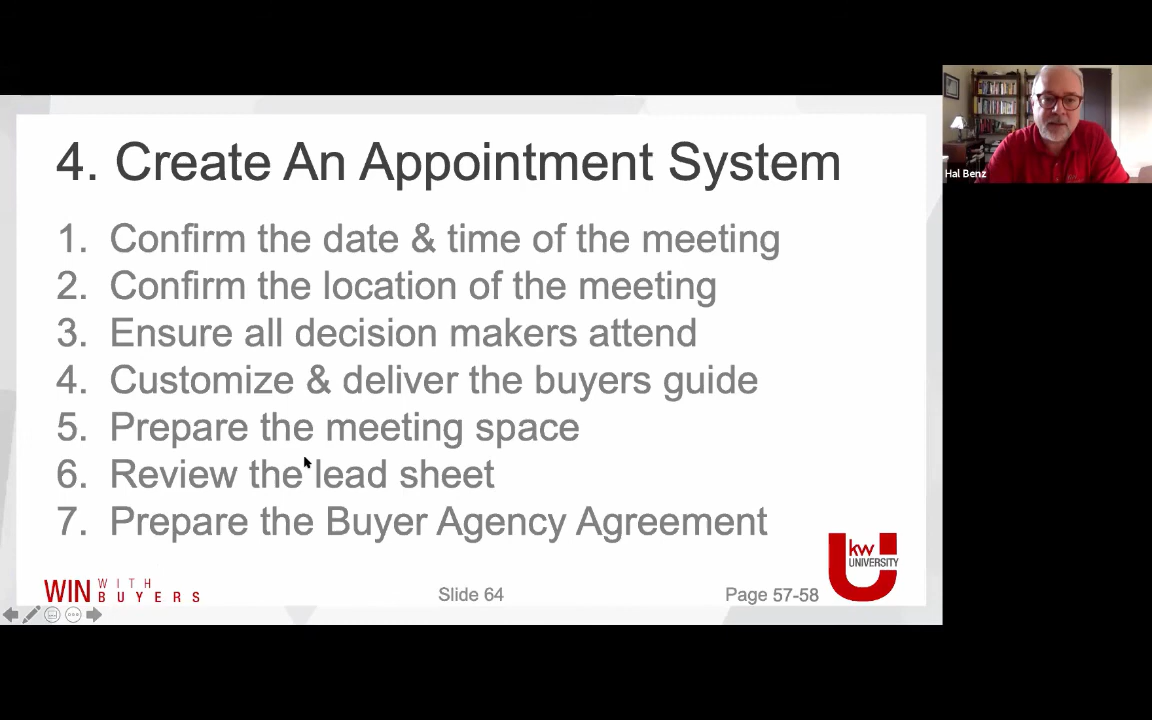 4. Create An Appointment System
1. Confirm the date & time of the meeting
2. Confirm the location of the meeting
3. Ensure all decision makers attend
4. Customize & deliver the buyers guide
5. Prepare the meeting space
6. Review the lead sheet
7. Prepare the Buyer Agency Agreement
WIN WITH BUYERS
Slide 64
Page 57-58
kw UNIVERSITY
Hal Benz